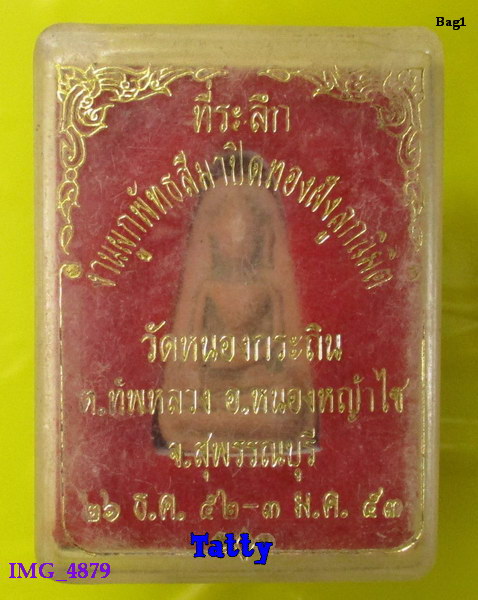 Bag1
ที่ระลึก
งานผูกพัทธสีมาปิดทองฝังลูกนิมิต
วัดหนองกระถิน
ต.ทัพหลวง อ.หนองหญ้าไซ
จ.สุพรรณบุรี
๒๖ ธ.ค. ๕๒-๓ ม.ค. ๕๓
Tatty
IMG_4879